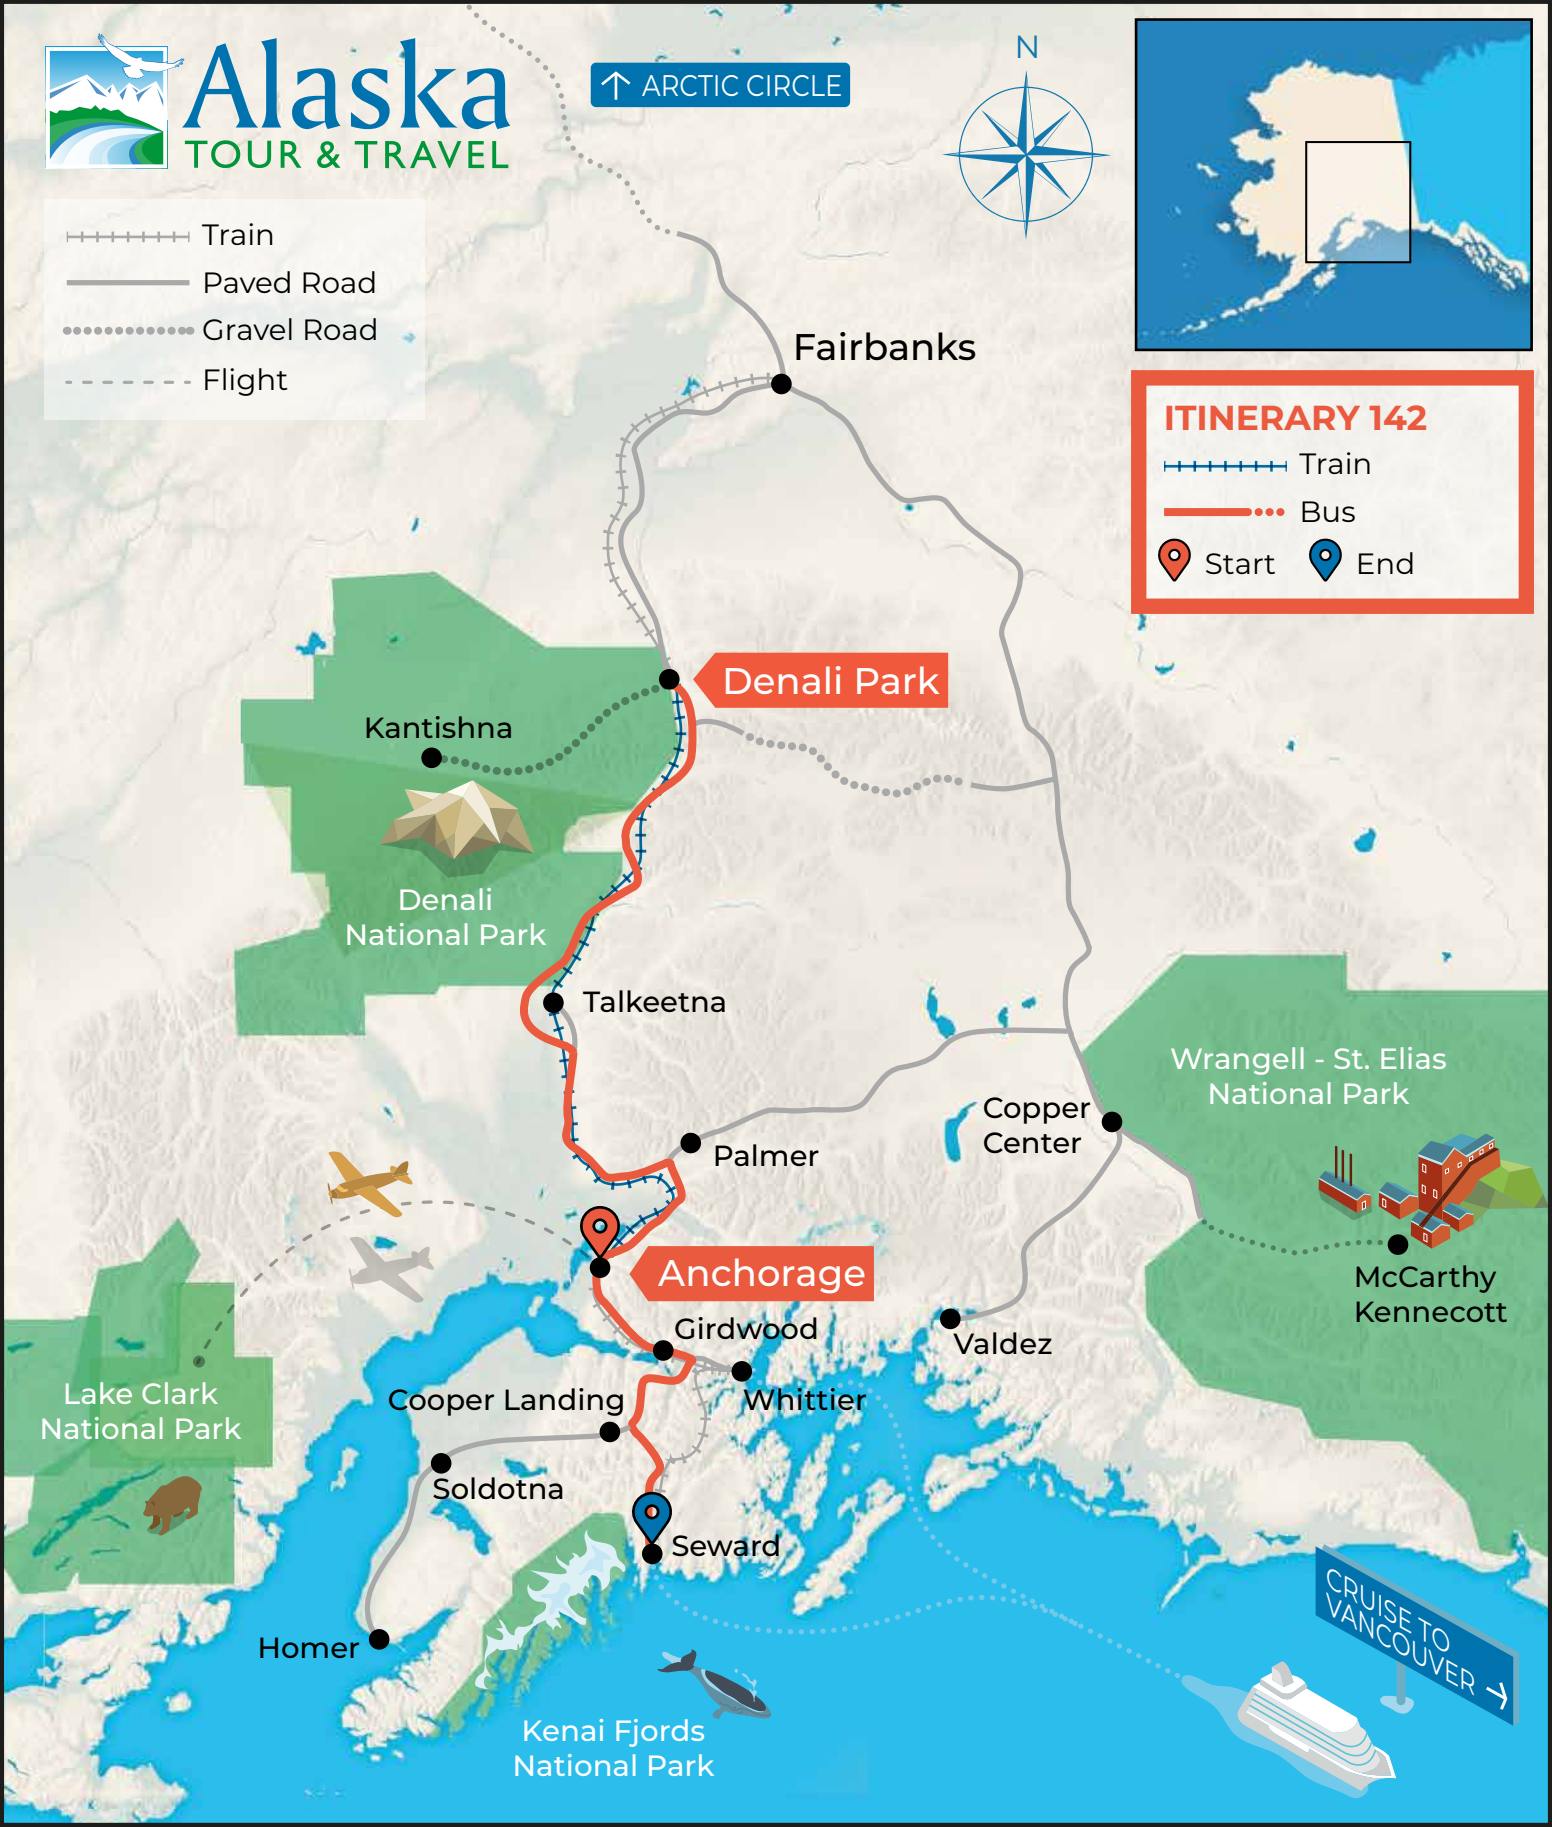 Alaska
TOUR & TRAVEL
↑ ARCTIC CIRCLE
N
Train
Paved Road
Gravel Road
Flight
ITINERARY 142
Train
Bus
Start
End
Fairbanks
Denali Park
Kantishna
Denali
National Park
Talkeetna
Wrangell - St. Elias
National Park
Copper
Center
Palmer
McCarthy
Kennecott
Anchorage
Girdwood
Valdez
Whittier
Cooper Landing
Lake Clark
National Park
Soldotna
Seward
Homer
Kenai Fjords
National Park
CRUISE TO
VANCOUVER →